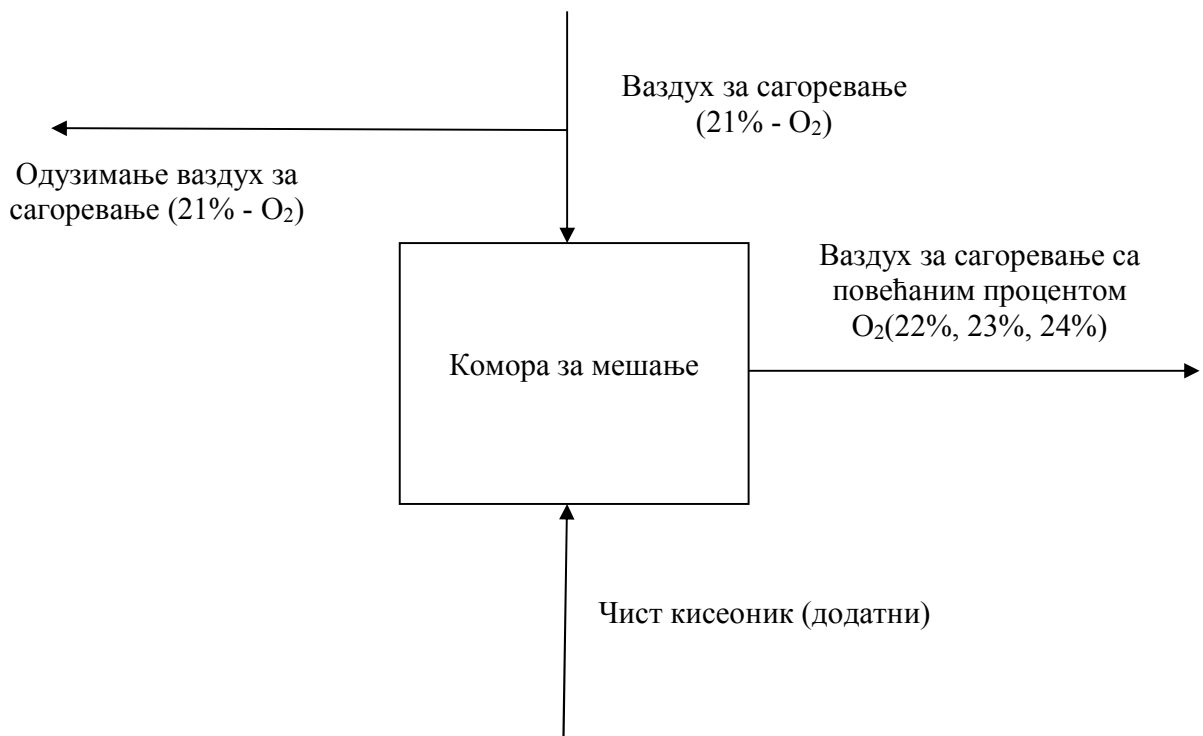 Ваздух за сагоревање
(21% - O₂)
Одузимање ваздух за
сагоревање (21% - O₂)
Ваздух за сагоревање са
повећаним процентом
O₂(22%, 23%, 24%)
Комора за мешање
Чист кисеоник (додатни)